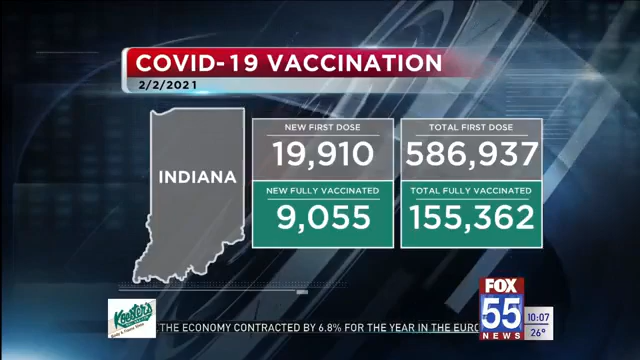 COVID-19 VACCINATION
2/2/2021
INDIANA
NEW FIRST DOSE
19,910
TOTAL FIRST DOSE
586,937
NEW FULLY VACCINATED
9,055
TOTAL FULLY VACCINATED
155,362
FOX
55
NEWS
10:07
26°
Keester's
THE ECONOMY CONTRACTED BY 6.8% FOR THE YEAR IN THE EURO